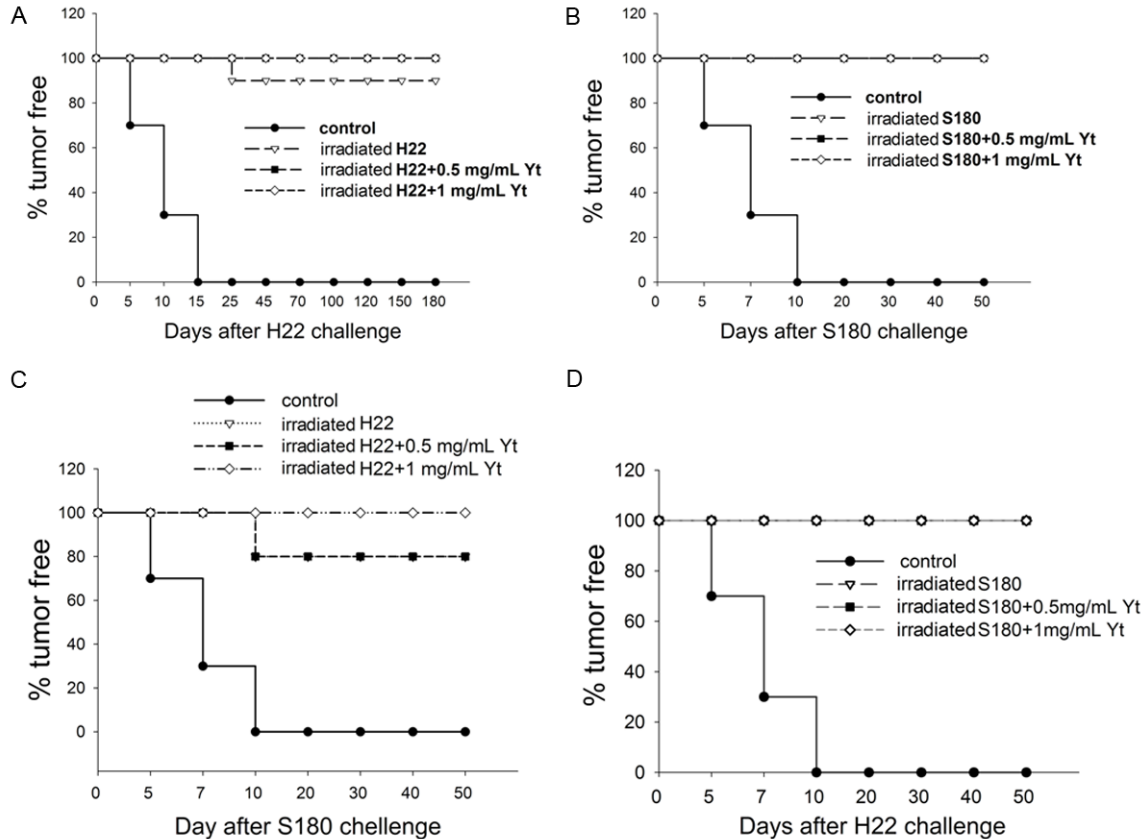 A
120
100
80
60
40
20
0
% tumor free
control
irradiated H22
irradiated H22+0.5 mg/mL Yt
irradiated H22+1 mg/mL Yt
0 5 10 15 25 45 70 100 120 150 180
Days after H22 challenge
B
120
100
80
60
40
20
0
% tumor free
control
irradiated S180
irradiated S180+0.5 mg/mL Yt
irradiated S180+1 mg/mL Yt
0 5 7 10 20 30 40 50
Days after S180 challenge
C
control
irradiated H22
irradiated H22+0.5 mg/mL Yt
irradiated H22+1 mg/mL Yt
120
100
80
60
40
20
0
% tumor free
0 5 7 10 20 30 40 50
Day after S180 chellenge
D
120
100
80
60
40
20
0
% tumor free
control
irradiated S180
irradiated S180+0.5mg/mL Yt
irradiated S180+1mg/mL Yt
0 5 7 10 20 30 40 50
Days after H22 challenge